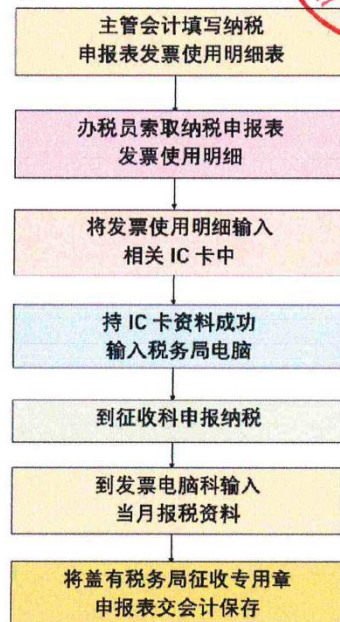 主管会计填写纳税
申报表发票使用明细表
办税员索取纳税申报表
发票使用明细
将发票使用明细输入
相关 IC 卡中
持 IC 卡资料成功
输入税务局电脑
到征收科申报纳税
到发票电脑科输入
当月报税资料
将盖有税务局征收专用章
申报表交会计保存